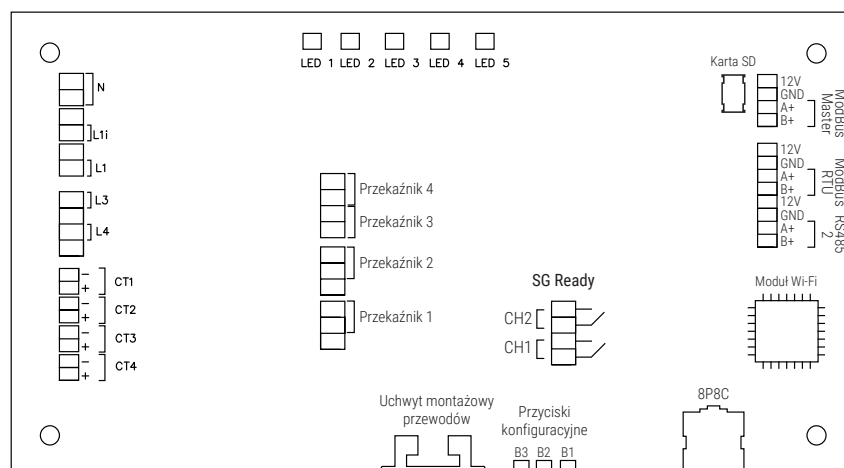 LED 1 LED 2 LED 3 LED 4 LED 5
Karta SD
12V
GND
A+
B+
ModBus
Master
N
L1i
L1
L3
L4
12V
GND
A+
B+
ModBus
RTU
12V
GND
A+
B+
ModBus RS485
2
Przekaźnik 4
Przekaźnik 3
Przekaźnik 2
Przekaźnik 1
- CT1
+
- CT2
+
- CT3
+
- CT4
+
SG Ready
CH2
CH1
Moduł Wi-Fi
8P8C
Uchwyt montażowy
przewodów
Przyciski
konfiguracyjne
B3 B2 B1